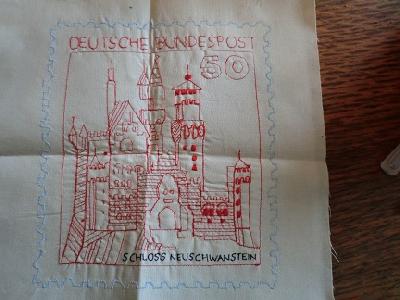 DEUTSCHE BUNDESPOST
50
SCHLOSS NEUSCHWANSTEIN